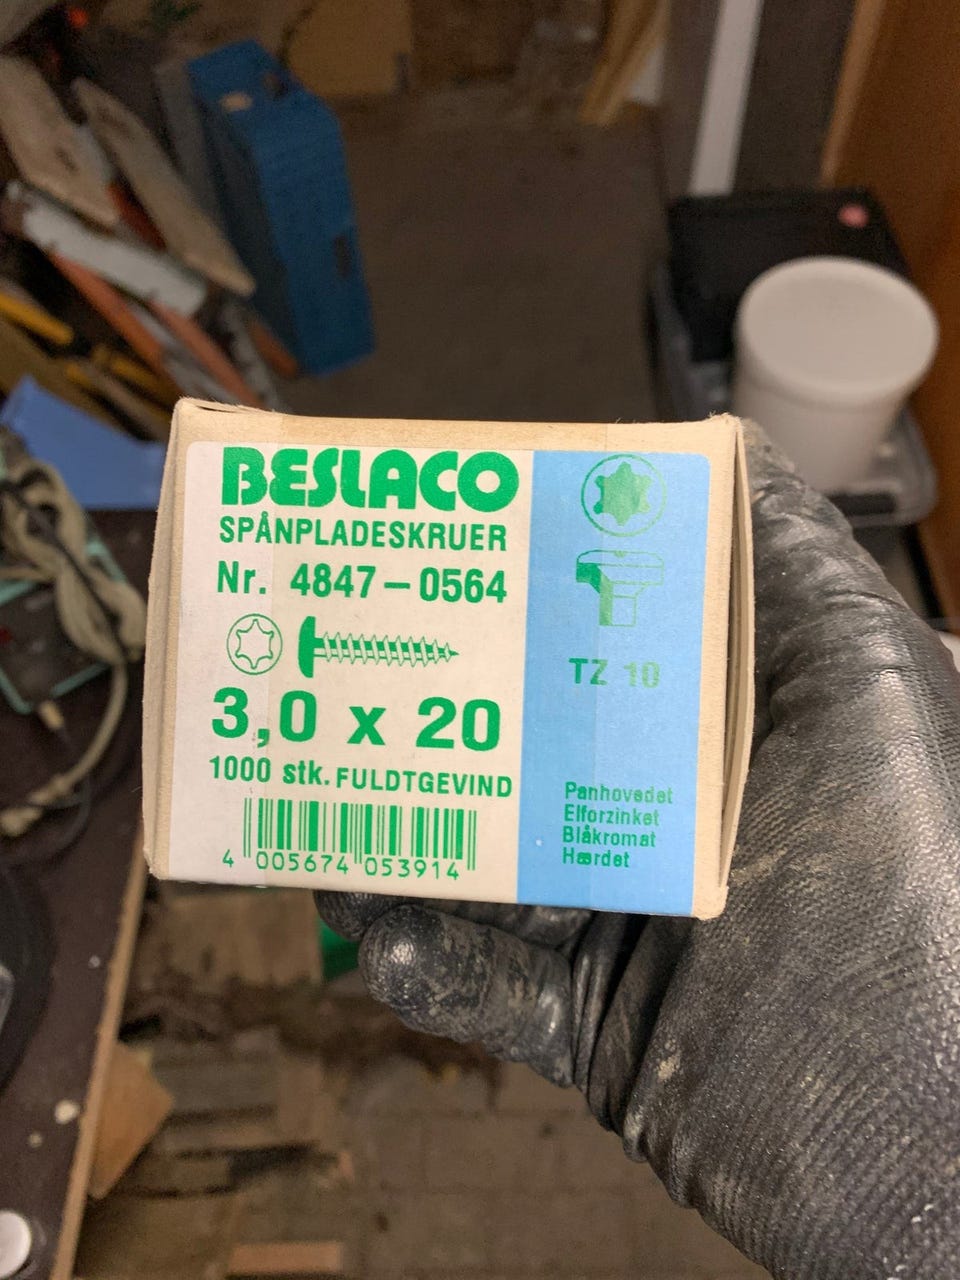 BESLACO
SPÅNPLADESKRUER
Nr. 4847-0564
3,0 x 20
1000 stk. FULDTGEVIND
4 005674 053914
TZ 10
Panhovedet
Elforzinket
Blåkromat
Hærdet